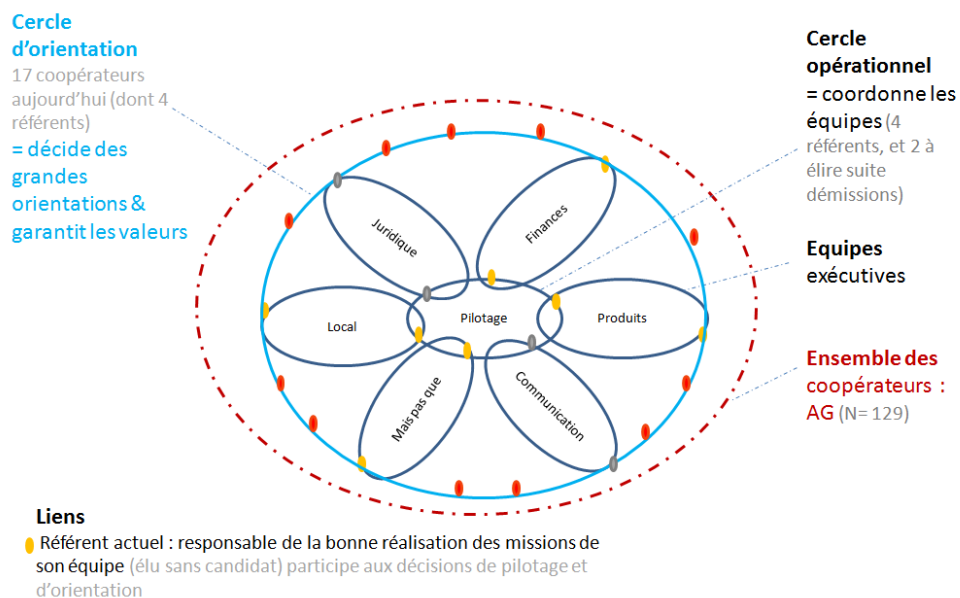 Cercle
d'orientation
17 coopérateurs
aujourd'hui (dont 4
référents)
= décide des
grandes
orientations &
garantit les valeurs
Cercle
opérationnel
= coordonne les
équipes (4
référents, et 2 à
élire suite
démissions)
Equipes
exécutives
Ensemble des
coopérateurs :
AG (N= 129)
Juridique
Finances
Local
Pilotage
Produits
Mais pas que
Communication
Liens
Référent actuel : responsable de la bonne réalisation des missions de
son équipe (élu sans candidat) participe aux décisions de pilotage et
d'orientation